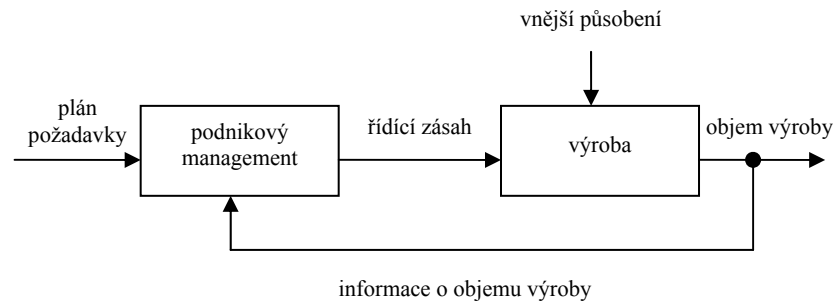 vnější působení
plán
požadavky
podnikový
management
řídící zásah
výroba
objem výroby
informace o objemu výroby